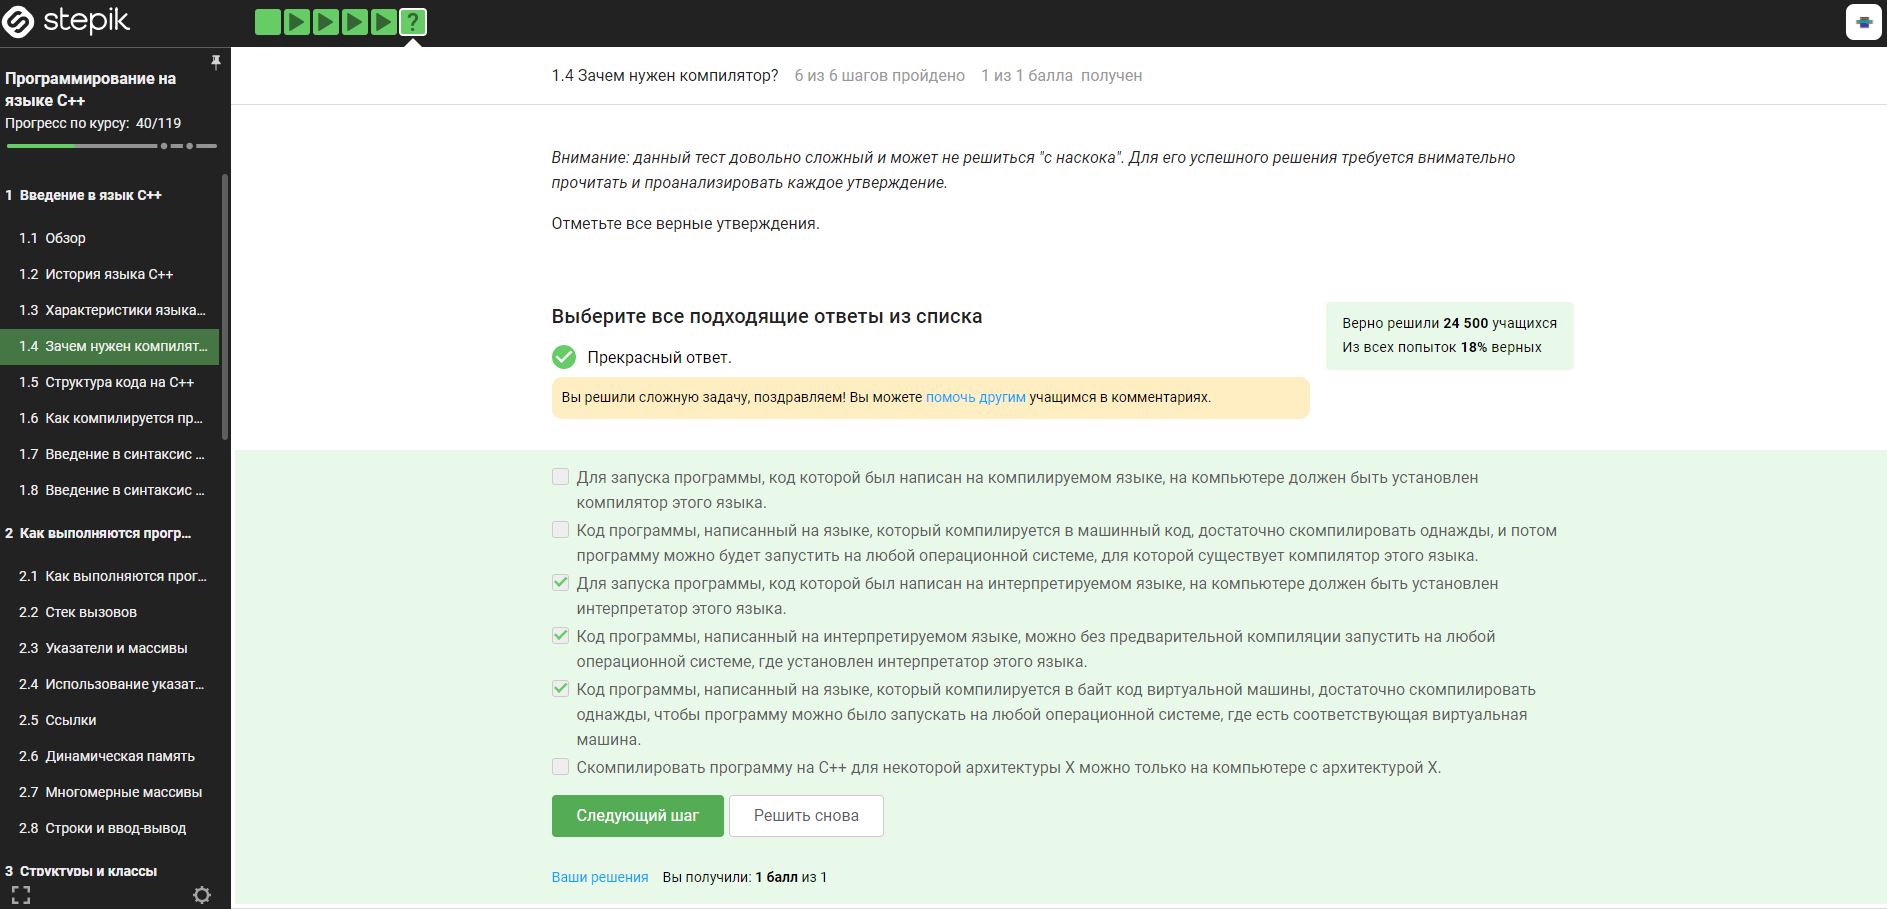 stepik
?
Программирование на
языке C++
Прогресс по курсу: 40/119
1 Введение в язык C++
1.1 Обзор
1.2 История языка C++
1.3 Характеристики языка...
1.4 Зачем нужен компилят...
1.5 Структура кода на C++
1.6 Как компилируется пр...
1.7 Введение в синтаксис ...
1.8 Введение в синтаксис ...
2 Как выполняются прогр...
2.1 Как выполняются прог...
2.2 Стек вызовов
2.3 Указатели и массивы
2.4 Использование указат...
2.5 Ссылки
2.6 Динамическая память
2.7 Многомерные массивы
2.8 Строки и ввод-вывод
3 Структуры и классы
1.4 Зачем нужен компилятор? 6 из 6 шагов пройдено 1 из 1 балла получен
Внимание: данный тест довольно сложный и может не решиться "с наскока". Для его успешного решения требуется внимательно
прочитать и проанализировать каждое утверждение.
Отметьте все верные утверждения.
Выберите все подходящие ответы из списка
Прекрасный ответ.
Вы решили сложную задачу, поздравляем! Вы можете помочь другим учащимся в комментариях.
Верно решили 24 500 учащихся
Из всех попыток 18% верных
Для запуска программы, код которой был написан на компилируемом языке, на компьютере должен быть установлен
компилятор этого языка.
Код программы, написанный на языке, который компилируется в машинный код, достаточно скомпилировать однажды, и потом
программу можно будет запустить на любой операционной системе, для которой существует компилятор этого языка.
Для запуска программы, код которой был написан на интерпретируемом языке, на компьютере должен быть установлен
интерпретатор этого языка.
Код программы, написанный на интерпретируемом языке, можно без предварительной компиляции запустить на любой
операционной системе, где установлен интерпретатор этого языка.
Код программы, написанный на языке, который компилируется в байт код виртуальной машины, достаточно скомпилировать
однажды, чтобы программу можно было запускать на любой операционной системе, где есть соответствующая виртуальная
машина.
Скомпилировать программу на C++ для некоторой архитектуры X можно только на компьютере с архитектурой X.
Следующий шаг
Решить снова
Ваши решения Вы получили: 1 балл из 1